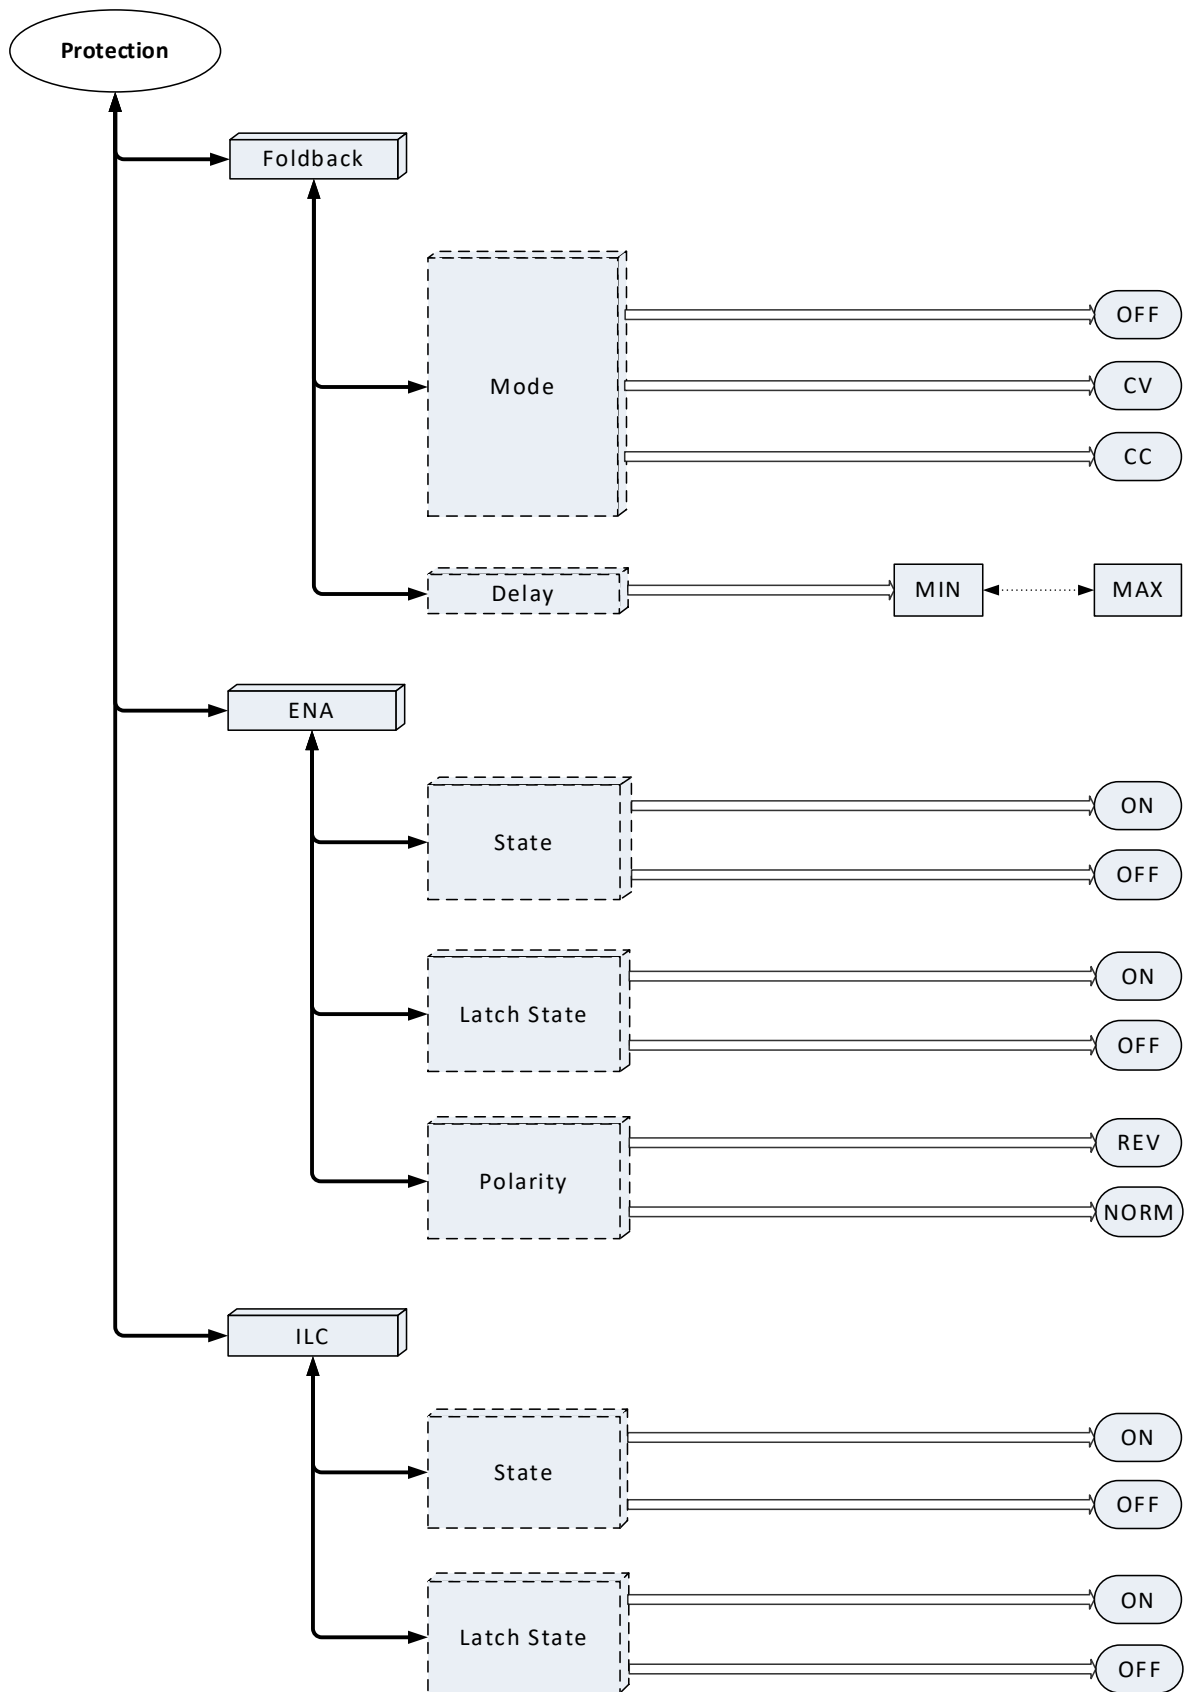 Protection
Foldback
Mode
OFF
CV
CC
Delay
MIN
MAX
ENA
State
ON
OFF
Latch State
ON
OFF
Polarity
REV
NORM
ILC
State
ON
OFF
Latch State
ON
OFF